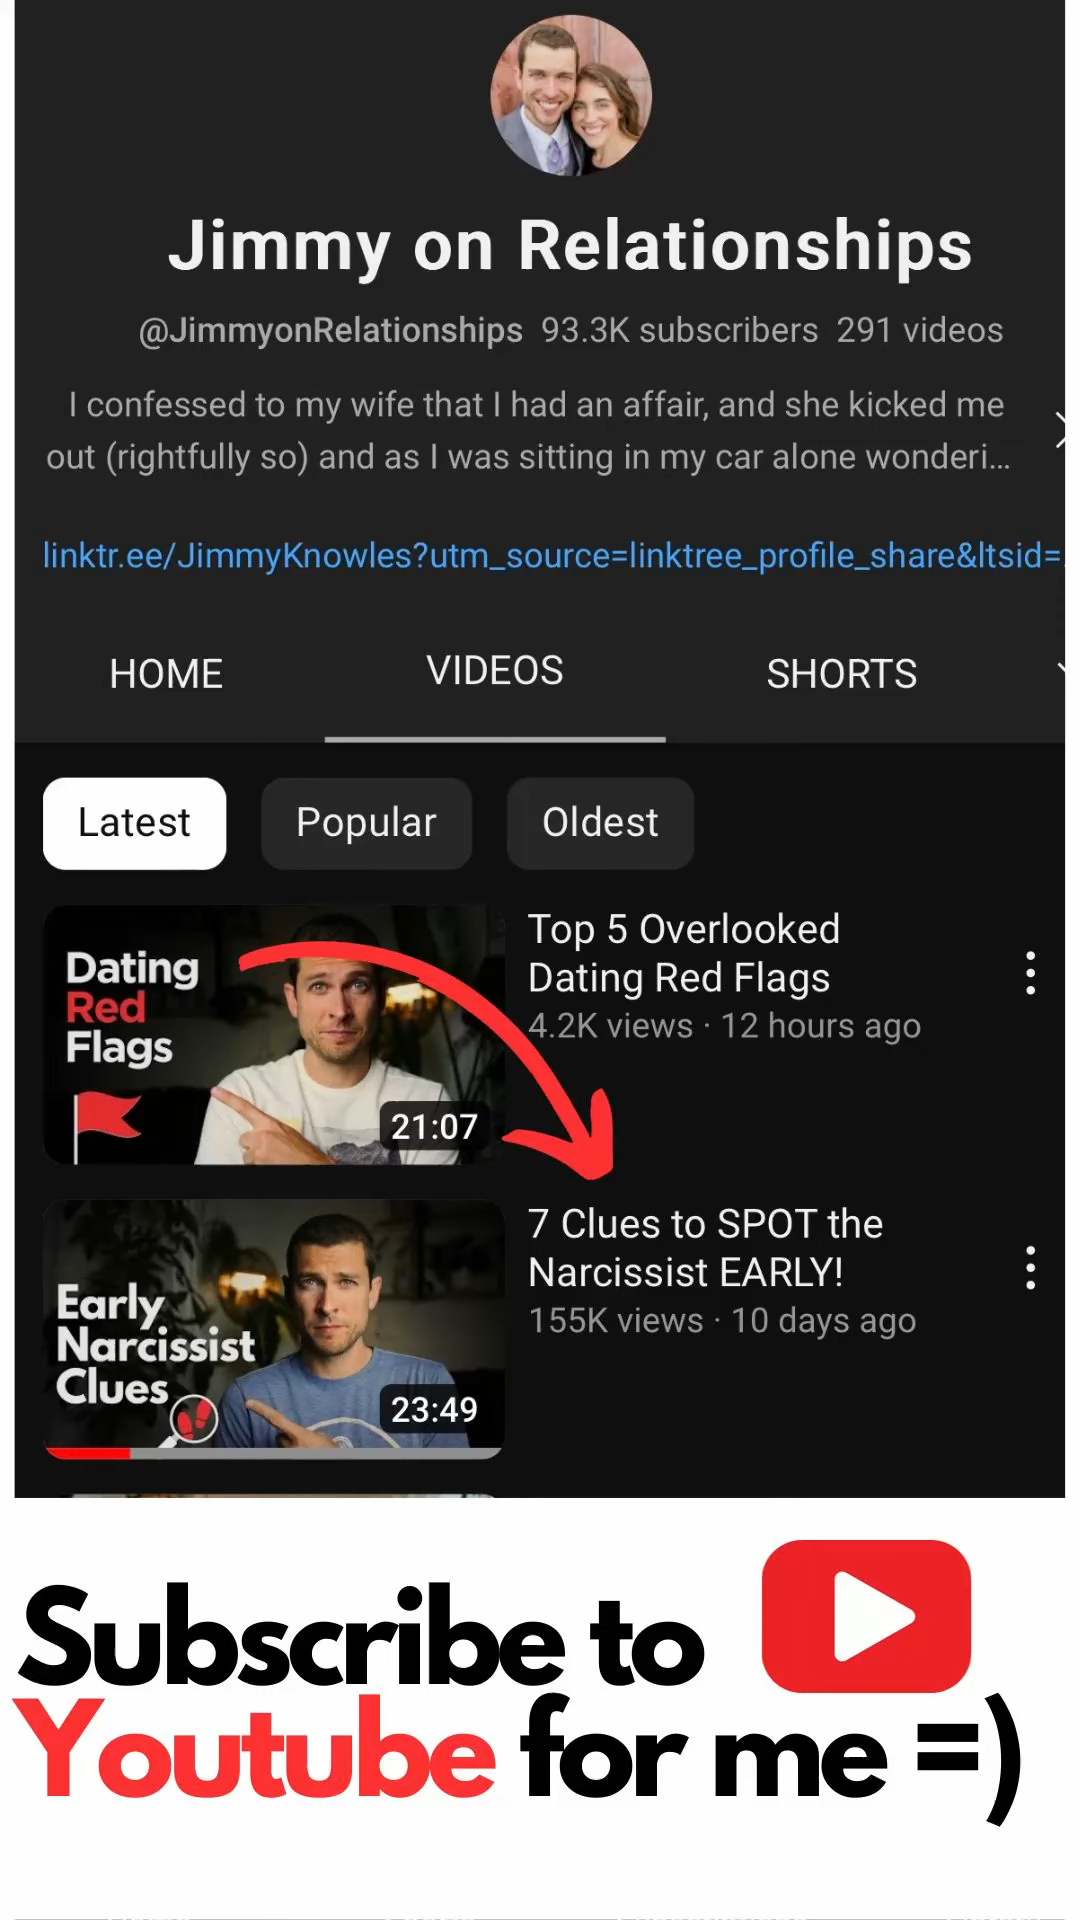 Jimmy on Relationships
@JimmyonRelationships 93.3K subscribers 291 videos
I confessed to my wife that I had an affair, and she kicked me
out (rightfully so) and as I was sitting in my car alone wonderi...
linktr.ee/JimmyKnowles?utm_source=linktree_profile_share&ltsid=
HOME VIDEOS SHORTS
Latest Popular Oldest
Dating
Red
Flags
21:07
Top 5 Overlooked
Dating Red Flags
4.2K views · 12 hours ago
Early
Narcissist
Clues
23:49
7 Clues to SPOT the
Narcissist EARLY!
155K views · 10 days ago
Subscribe to
Youtube for me =)